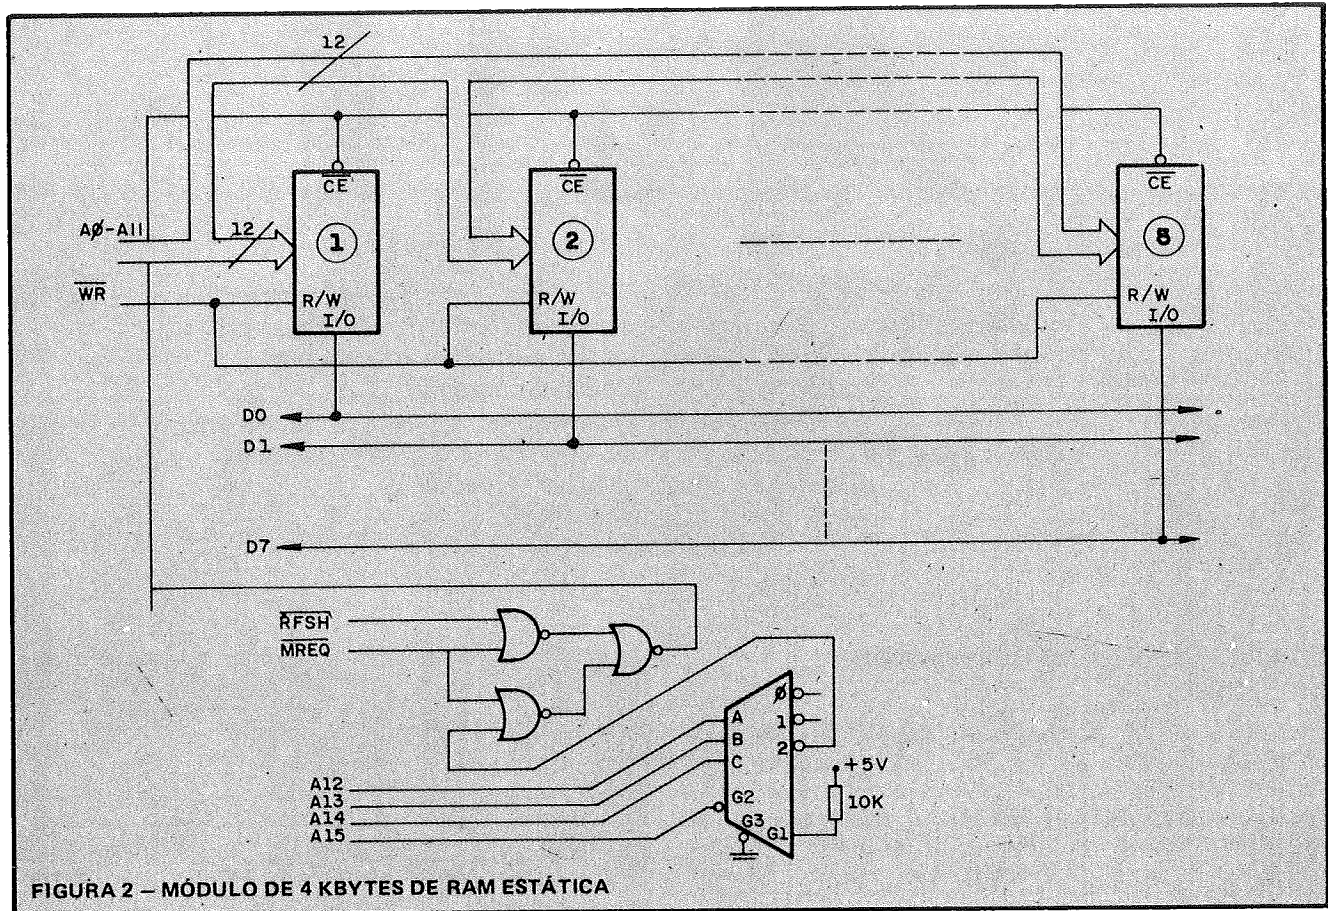 12
CE
CE
CE
AØ-A11
12
1
2
8
WR
R/W
I/O
R/W
I/O
R/W
I/O
D0
D1
D7
RFSH
MREQ
Ø
A
1
B
2
C
+5V
A12
A13
A14
A15
G2
10K
G3
G1
FIGURA 2 – MÓDULO DE 4 KBYTES DE RAM ESTÁTICA